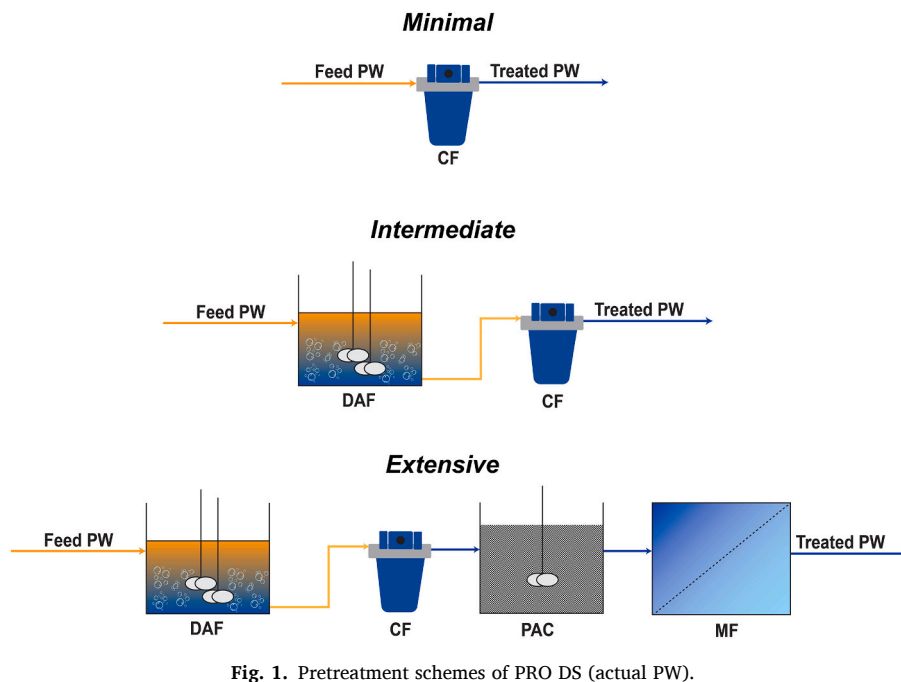 Minimal
Feed PW
Treated PW
CF
Intermediate
Feed PW
Treated PW
DAF
CF
Extensive
Feed PW
Treated PW
DAF
CF
PAC
MF
Fig. 1. Pretreatment schemes of PRO DS (actual PW).